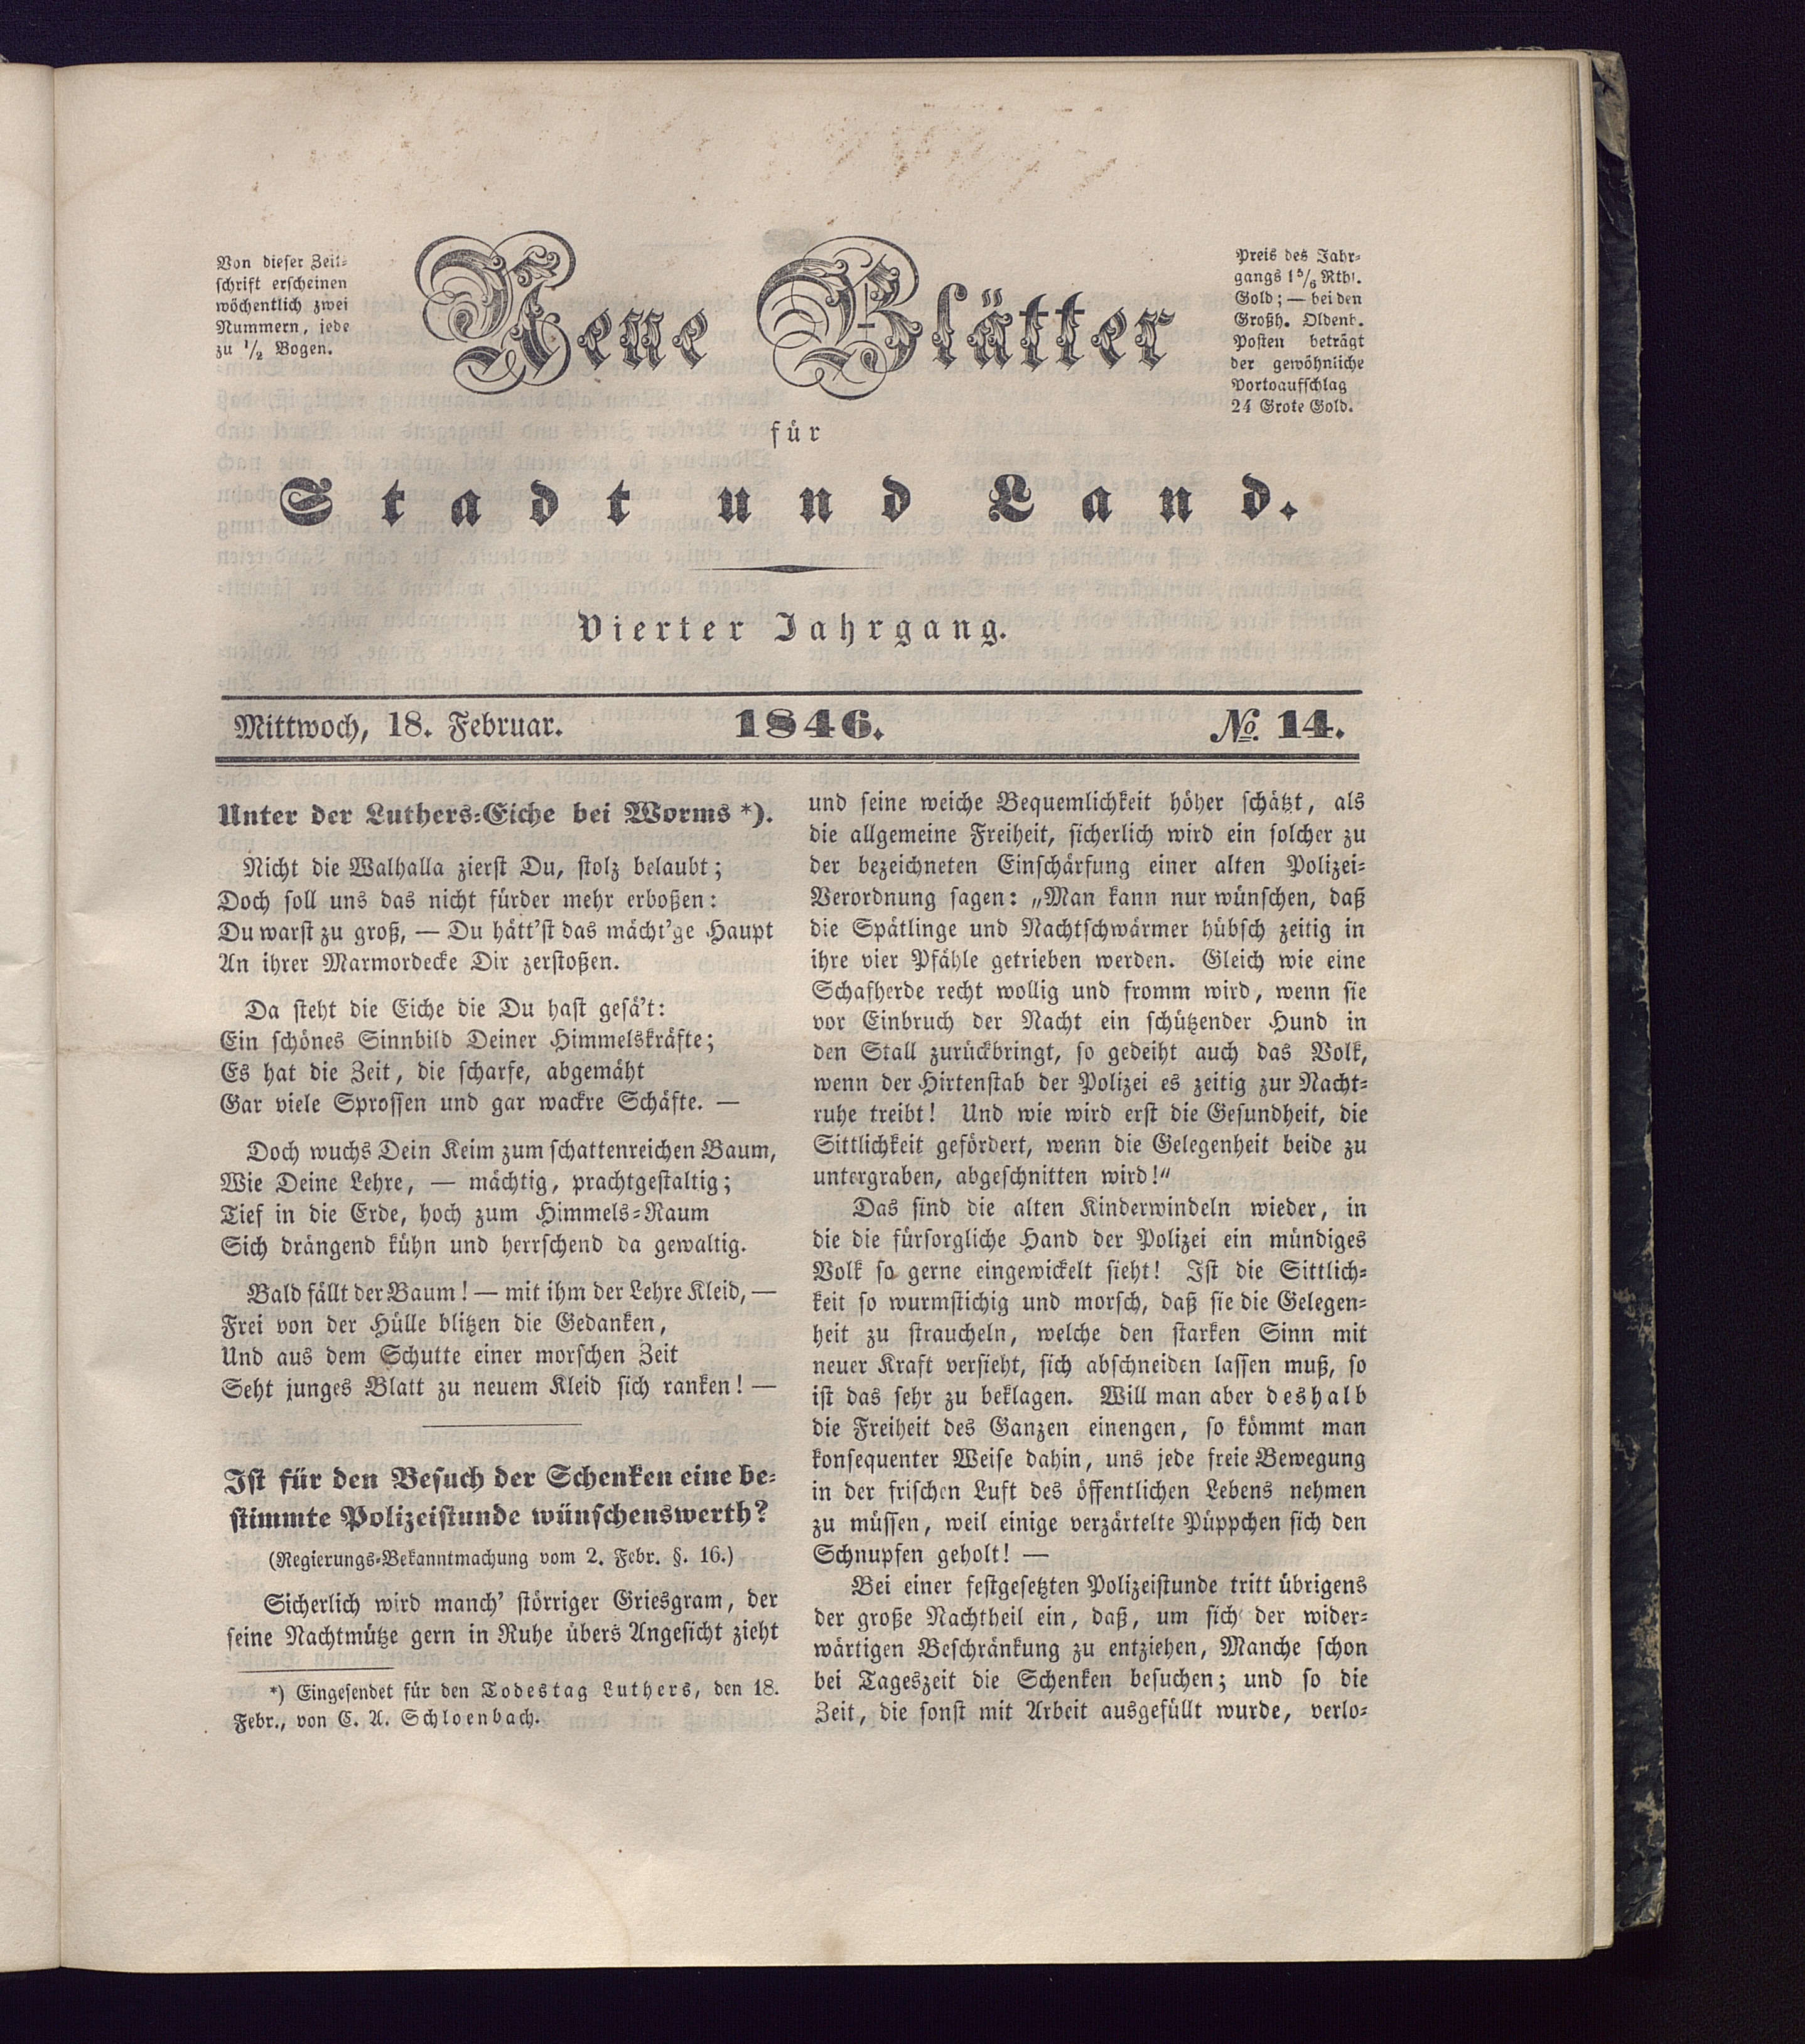 Von dieser Zeit-
schrift erscheinen
wöchentlich zwei
Nummern, jede
zu 1/2 Bogen.
Neue Blätter
für
Stadt und Land.
Preis des Jahr-
gangs 1 5/6 Rthl.
Gold; — bei den
Großh. Oldenb.
Posten beträgt
der gewöhnliche
Portoaufschlag
24 Grote Gold.
Vierter Jahrgang.
Mittwoch, 18. Februar. 1846. No. 14.
Unter der Luthers-Eiche bei Worms *).
Nicht die Walhalla zierst Du, stolz belaubt;
Doch soll uns das nicht fürder mehr erboßen:
Du warst zu groß, — Du hätt'st das mächt'ge Haupt
An ihrer Marmordecke Dir zerstoßen.
Da steht die Eiche die Du hast gesä't:
Ein schönes Sinnbild Deiner Himmelskräfte;
Es hat die Zeit, die scharfe, abgemäht
Gar viele Sprossen und gar wackre Schäfte. —
Doch wuchs Dein Keim zum schattenreichen Baum,
Wie Deine Lehre, — mächtig, prachtgestaltig;
Tief in die Erde, hoch zum Himmels-Raum
Sich drängend kühn und herrschend da gewaltig.
Bald fällt der Baum! — mit ihm der Lehre Kleid, —
Frei von der Hülle blitzen die Gedanken,
Und aus dem Schutte einer morschen Zeit
Seht junges Blatt zu neuem Kleid sich ranken! —
Ist für den Besuch der Schenken eine be-
stimmte Polizeistunde wünschenswerth?
(Regierungs-Bekanntmachung vom 2. Febr. §. 16.)
Sicherlich wird manch' störriger Griesgram, der
seine Nachtmütze gern in Ruhe übers Angesicht zieht
*) Eingesendet für den Todestag Luthers, den 18.
Febr., von C. A. Schloenbach.
und seine weiche Bequemlichkeit höher schätzt, als
die allgemeine Freiheit, sicherlich wird ein solcher zu
der bezeichneten Einschärfung einer alten Polizei-
Verordnung sagen: „Man kann nur wünschen, daß
die Spätlinge und Nachtschwärmer hübsch zeitig in
ihre vier Pfähle getrieben werden. Gleich wie eine
Schafherde recht wollig und fromm wird, wenn sie
vor Einbruch der Nacht ein schützender Hund in
den Stall zurückbringt, so gedeiht auch das Volk,
wenn der Hirtenstab der Polizei es zeitig zur Nacht-
ruhe treibt! Und wie wird erst die Gesundheit, die
Sittlichkeit gefördert, wenn die Gelegenheit beide zu
untergraben, abgeschnitten wird!“
Das sind die alten Kinderwindeln wieder, in
die die fürsorgliche Hand der Polizei ein mündiges
Volk so gerne eingewickelt sieht! Ist die Sittlich-
keit so wurmstichig und morsch, daß sie die Gelegen-
heit zu straucheln, welche den starken Sinn mit
neuer Kraft versieht, sich abschneiden lassen muß, so
ist das sehr zu beklagen. Will man aber deshalb
die Freiheit des Ganzen einengen, so kömmt man
konsequenter Weise dahin, uns jede freie Bewegung
in der frischen Luft des öffentlichen Lebens nehmen
zu müssen, weil einige verzärtelte Püppchen sich den
Schnupfen geholt! —
Bei einer festgesetzten Polizeistunde tritt übrigens
der große Nachtheil ein, daß, um sich der wider-
wärtigen Beschränkung zu entziehen, Manche schon
bei Tageszeit die Schenken besuchen; und so die
Zeit, die sonst mit Arbeit ausgefüllt wurde, verlo-